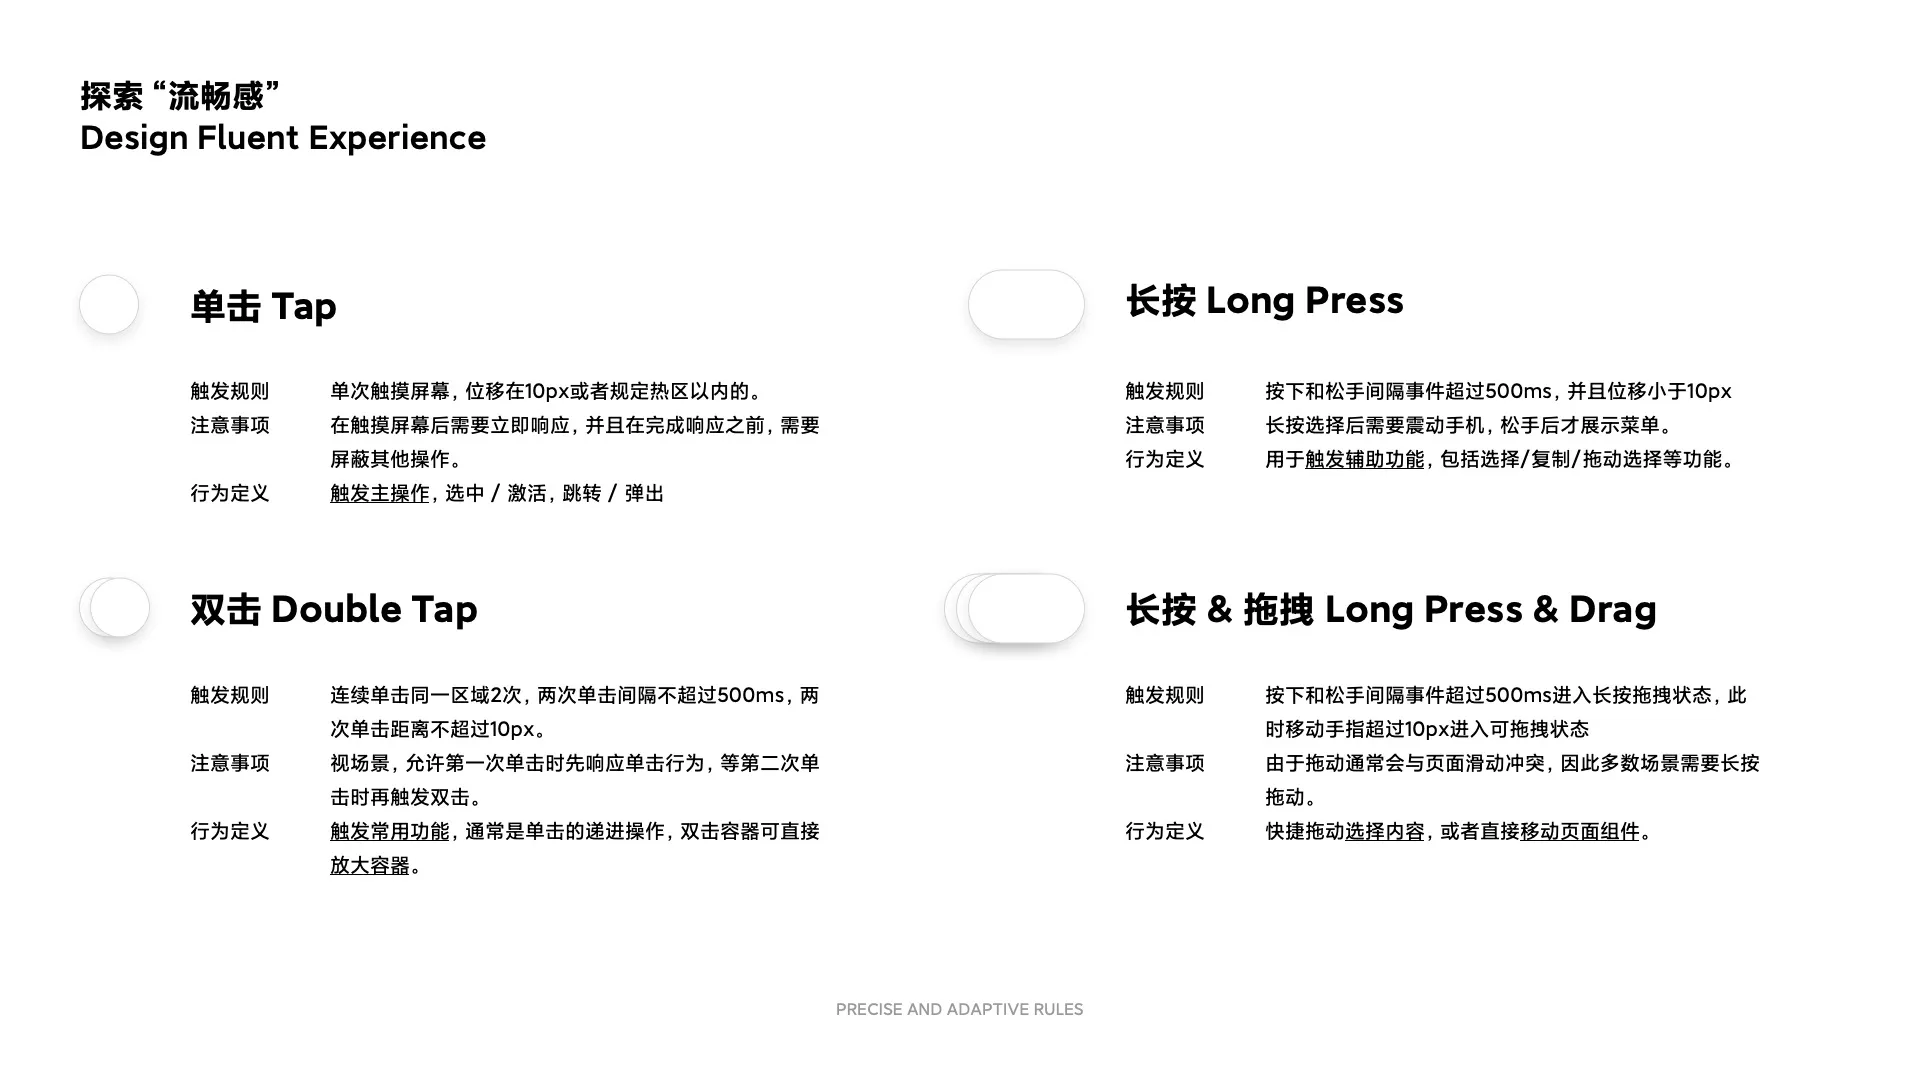 探索 “流畅感”
Design Fluent Experience
单击 Tap
触发规则 单次触摸屏幕，位移在10px或者规定热区以内的。
注意事项 在触摸屏幕后需要立即响应，并且在完成响应之前，需要
屏蔽其他操作。
行为定义 触发主操作，选中 / 激活，跳转 / 弹出
长按 Long Press
触发规则 按下和松手间隔事件超过500ms，并且位移小于10px
注意事项 长按选择后需要震动手机，松手后才展示菜单。
行为定义 用于触发辅助功能，包括选择/复制/拖动选择等功能。
双击 Double Tap
触发规则 连续单击同一区域2次，两次单击间隔不超过500ms，两
次单击距离不超过10px。
注意事项 视场景，允许第一次单击时先响应单击行为，等第二次单
击时再触发双击。
行为定义 触发常用功能，通常是单击的递进操作，双击容器可直接
放大容器。
长按 & 拖拽 Long Press & Drag
触发规则 按下和松手间隔事件超过500ms进入长按拖拽状态，此
时移动手指超过10px进入可拖拽状态
注意事项 由于拖动通常会与页面滑动冲突，因此多数场景需要长按
拖动。
行为定义 快捷拖动选择内容，或者直接移动页面组件。
PRECISE AND ADAPTIVE RULES